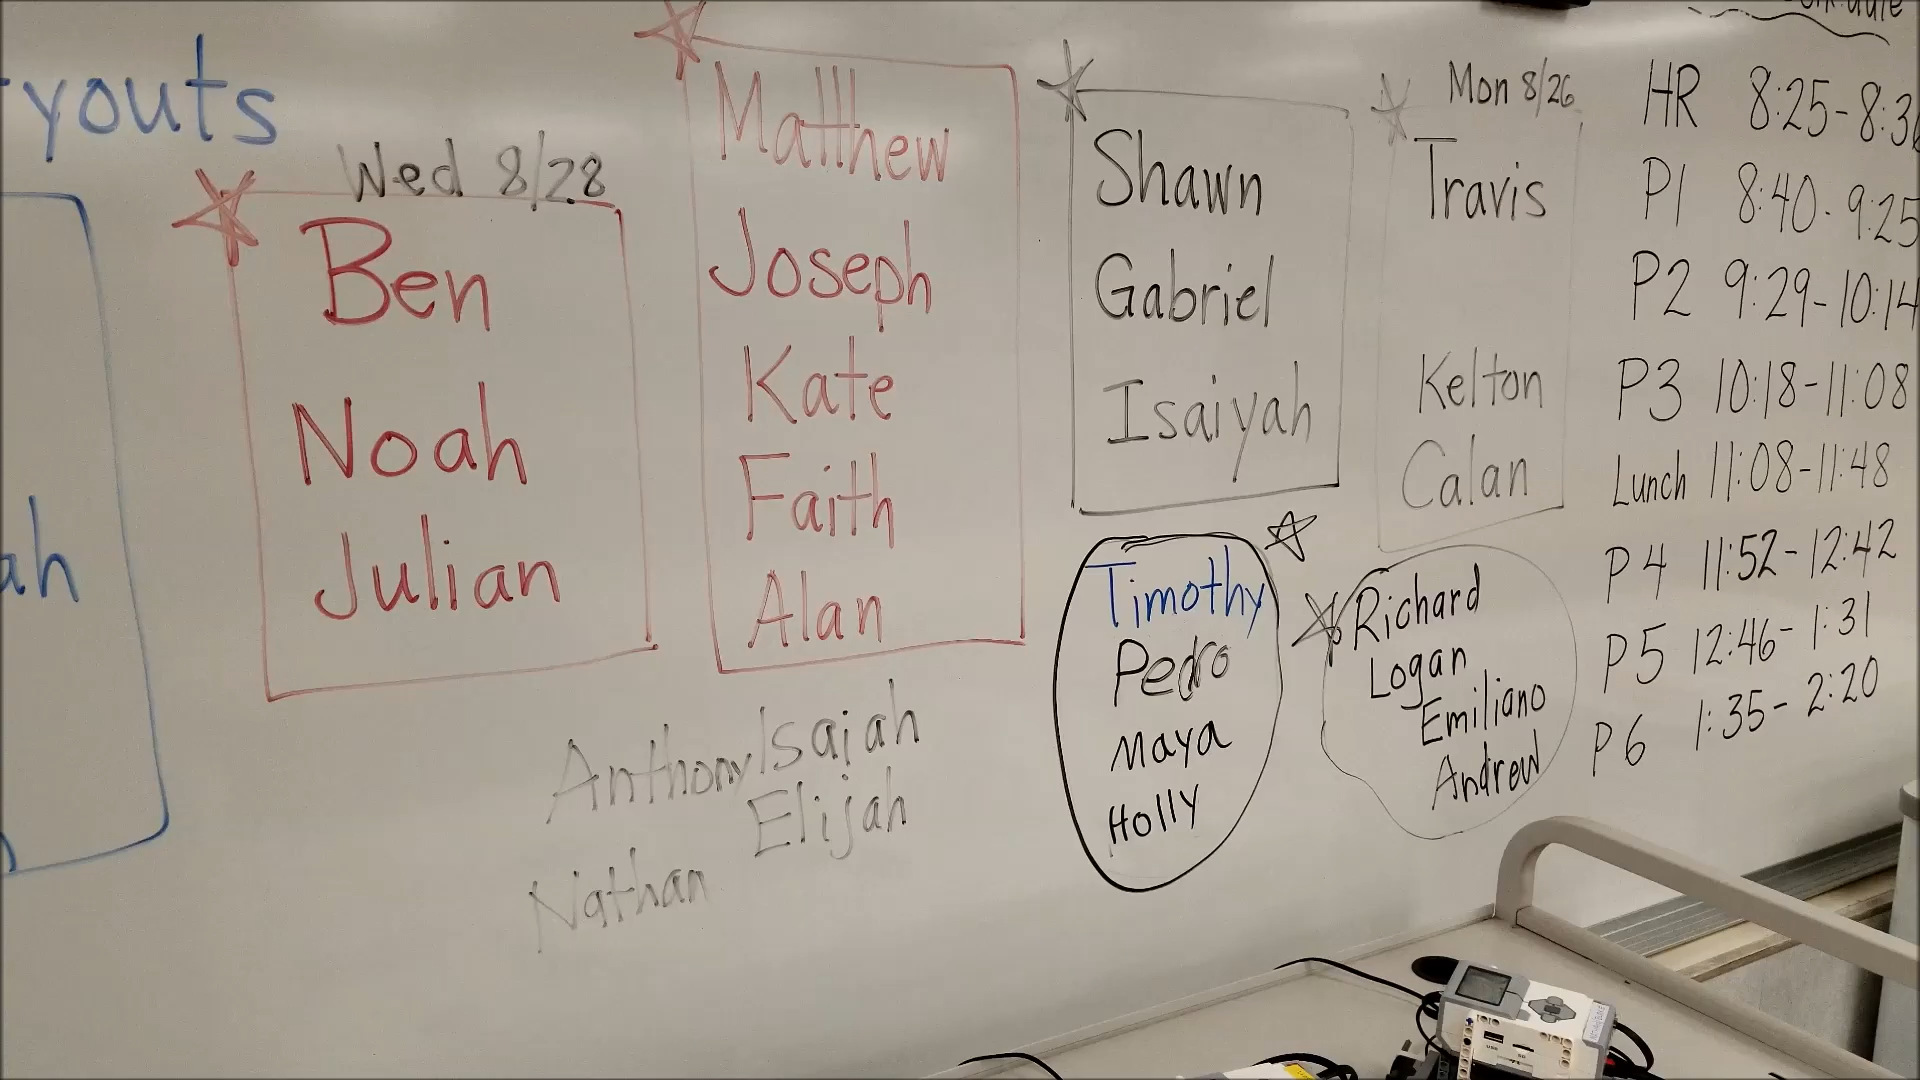 youts
ah
Wed 8/28
Ben
Noah
Julian
Matthew
Joseph
Kate
Faith
Alan
Anthony
Isaiah
Elijah
Nathan
Shawn
Gabriel
Isaiyah
Timothy
Pedro
Maya
Holly
Mon 8/26
Travis
Kelton
Calan
Richard
Logan
Emiliano
Andrew
HR 8:25-8:3
P1 8:40-9:25
P2 9:29-10:14
P3 10:18-11:08
Lunch 11:08-11:48
P4 11:52-12:42
P5 12:46-1:31
P6 1:35-2:20